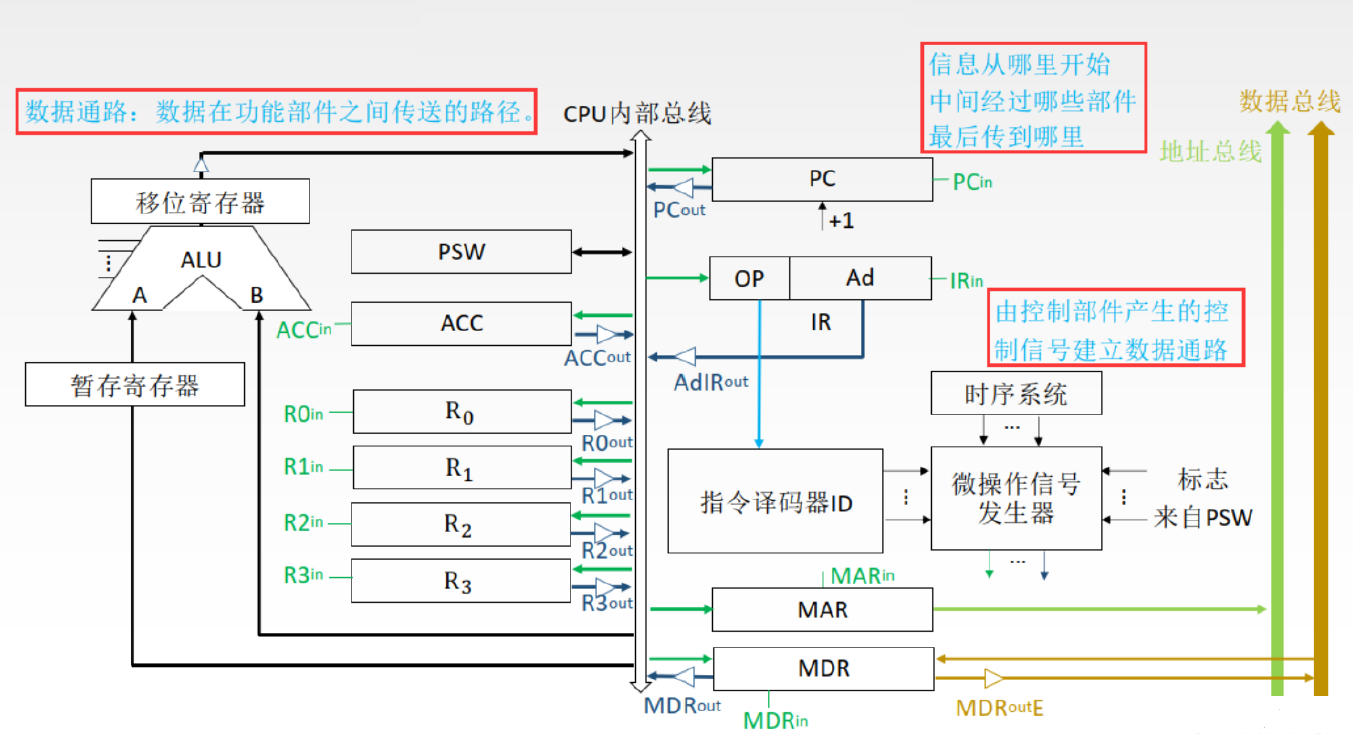 信息从哪里开始
中间经过哪些部件
最后传到哪里
数据通路：数据在功能部件之间传送的路径。
CPU内部总线
数据总线
地址总线
移位寄存器
PC
PCin
PCout
+1
ALU
A
B
PSW
OP
Ad
IRin
IR
ACCin
ACC
ACCout
AdIRout
由控制部件产生的控
制信号建立数据通路
暂存寄存器
时序系统
...
R0in
R0
R0out
R1in
R1
R1out
R2in
R2
R2out
R3in
R3
R3out
指令译码器ID
微操作信号
发生器
标志
来自PSW
...
MARin
MAR
MDR
MDRout
MDRin
MDRoutE